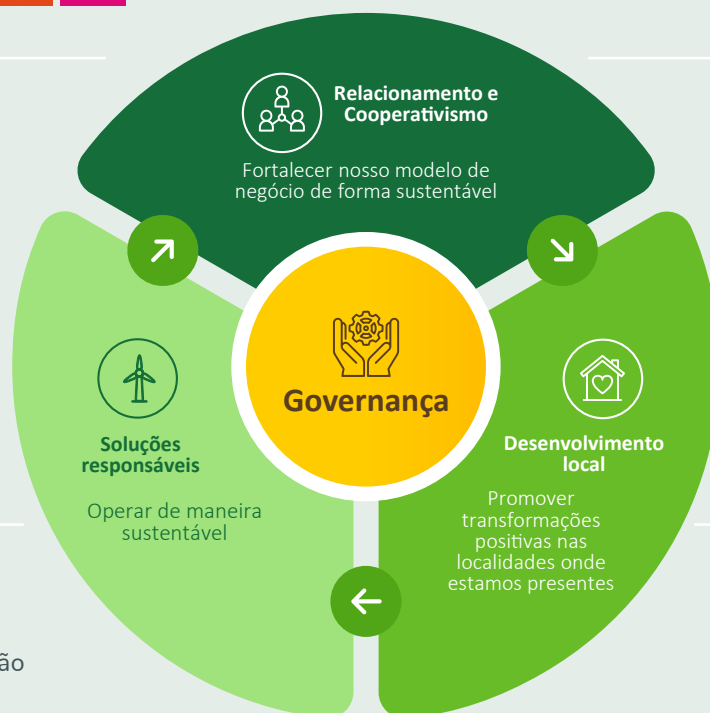 Relacionamento e
Cooperativismo
Fortalecer nosso modelo de
negócio de forma sustentável
Governança
Soluções
responsáveis
Operar de maneira
sustentável
Desenvolvimento
local
Promover
transformações
positivas nas
localidades onde
estamos presentes
ão